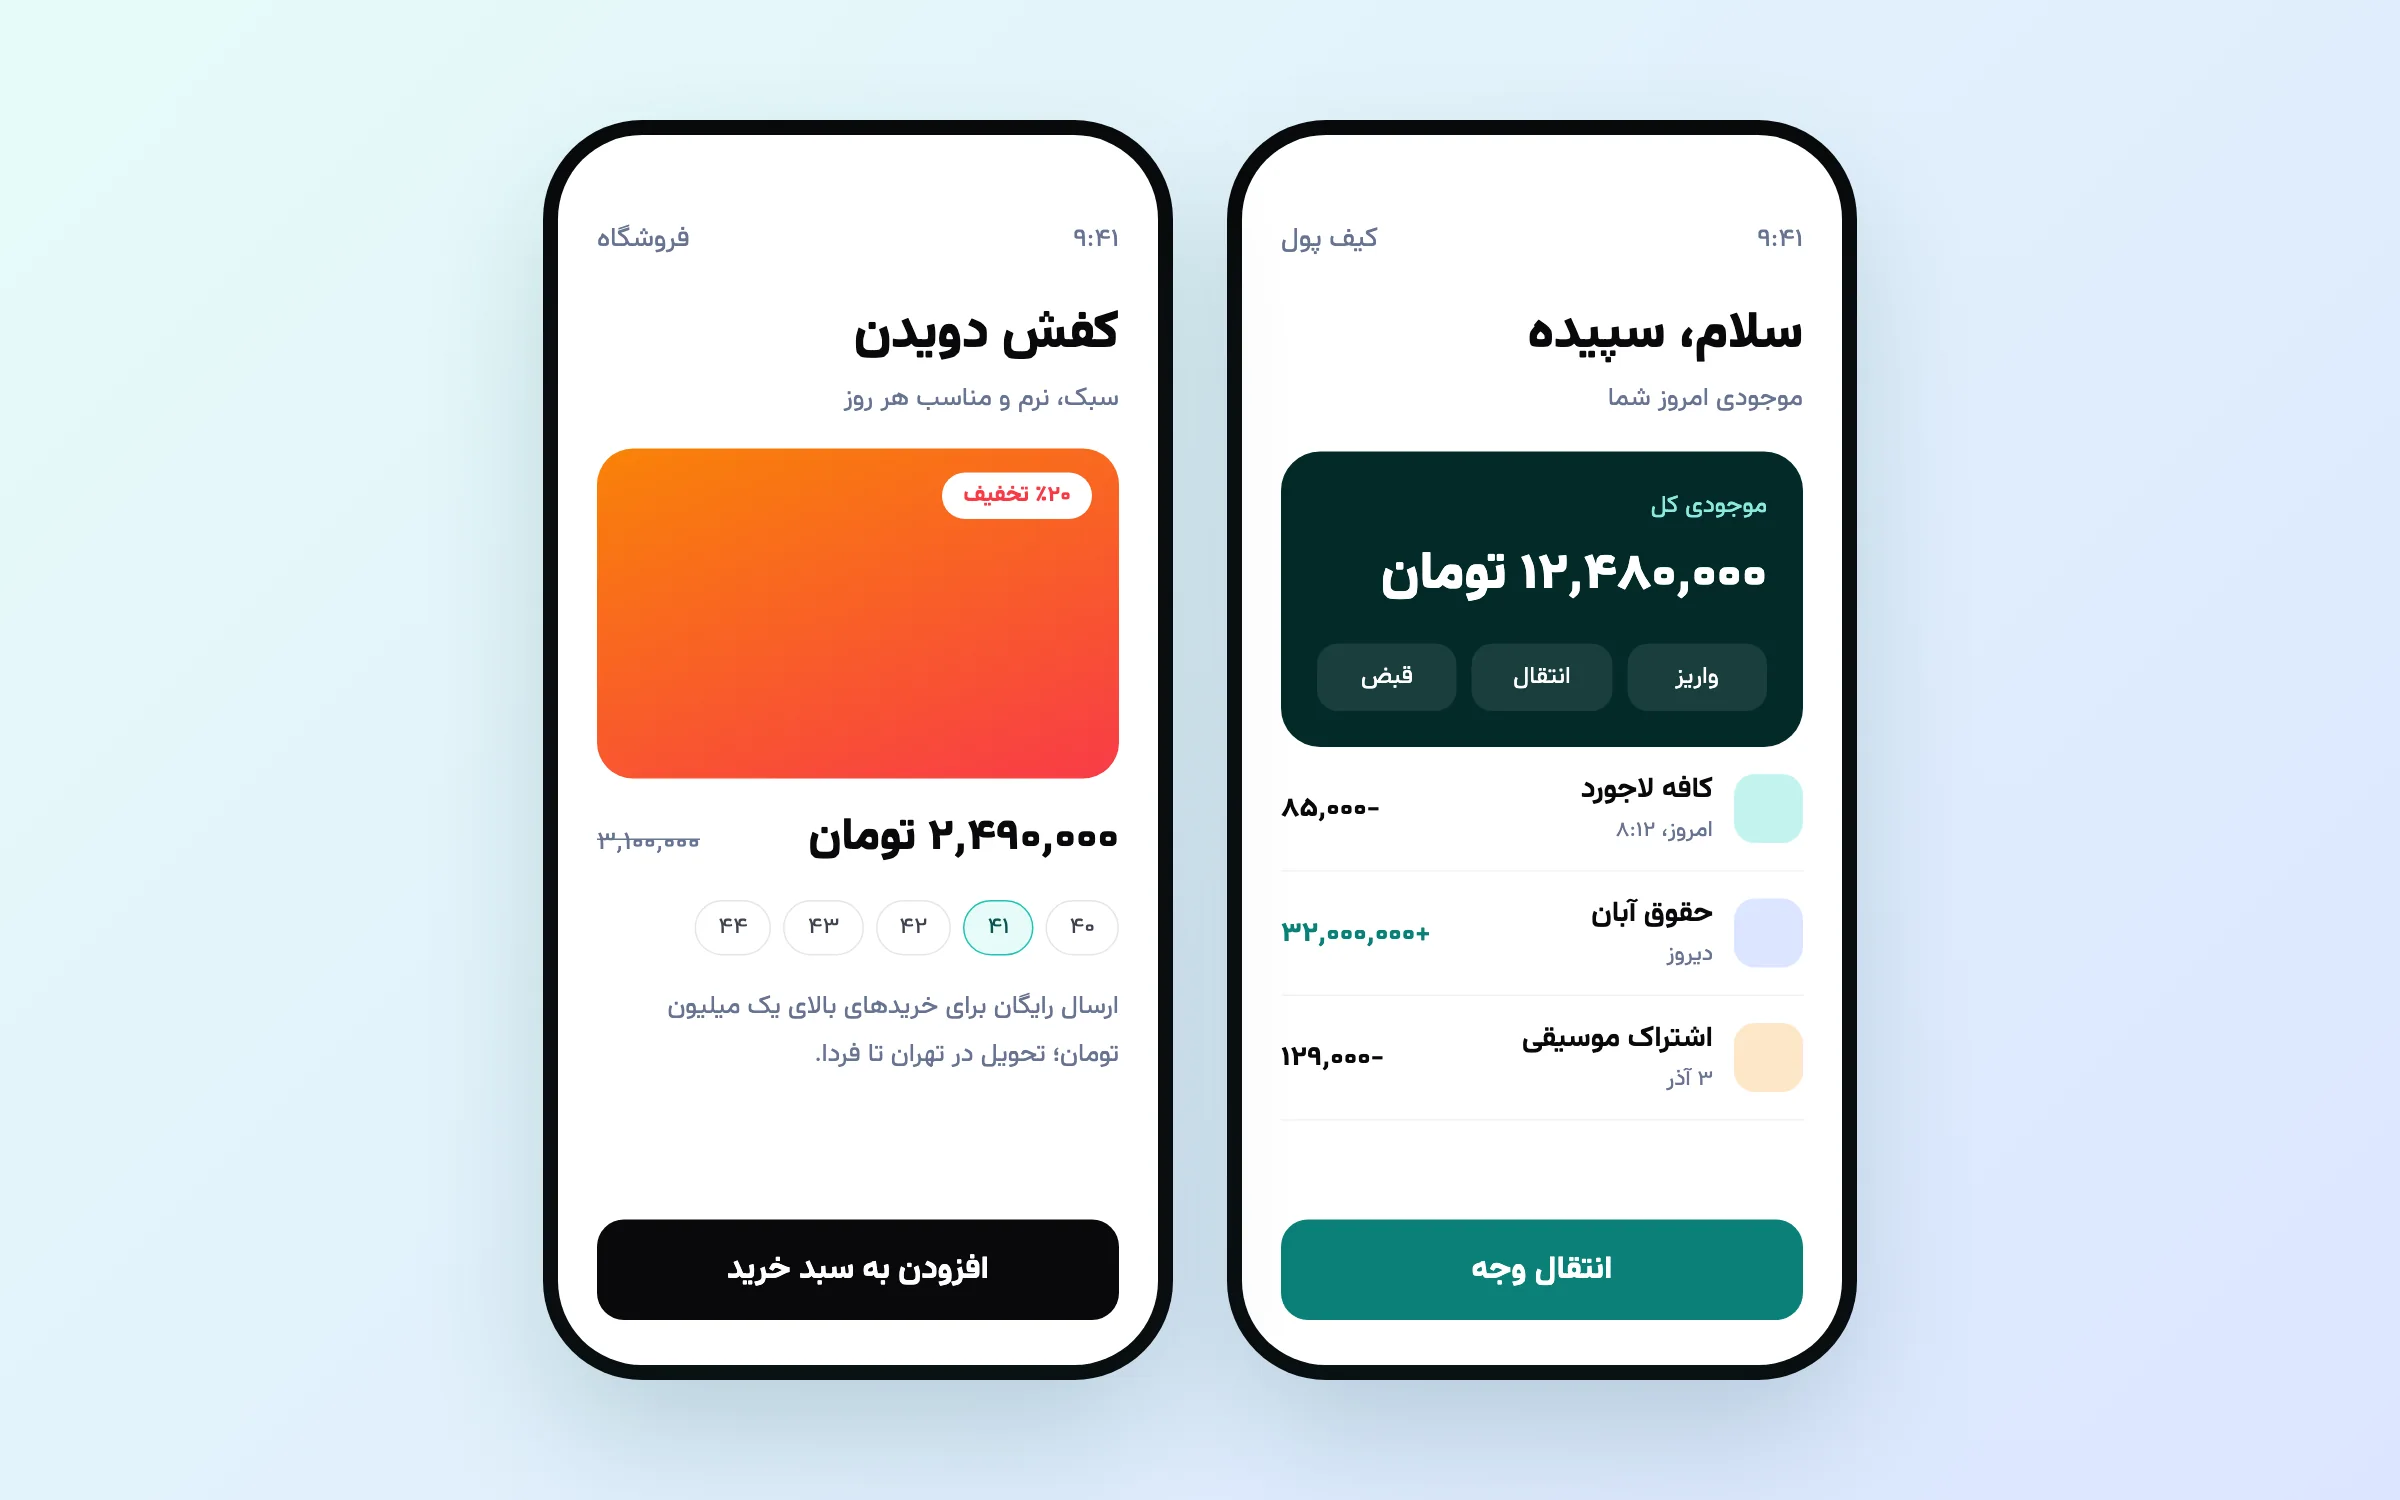 ۹:۴۱
کیف پول
سلام، سپیده
موجودی امروز شما
موجودی کل
۱۲,۴۸۰,۰۰۰ تومان
واریز
انتقال
قبض
کافه لاجورد
امروز، ۸:۱۲
−۸۵,۰۰۰
حقوق آبان
دیروز
+۳۲,۰۰۰,۰۰۰
اشتراک موسیقی
۳ آذر
−۱۲۹,۰۰۰
انتقال وجه
۹:۴۱
فروشگاه
کفش دویدن
سبک، نرم و مناسب هر روز
۲۰٪ تخفیف
۲,۴۹۰,۰۰۰ تومان
۳,۱۰۰,۰۰۰
۴۰
۴۱
۴۲
۴۳
۴۴
ارسال رایگان برای خریدهای بالای یک میلیون
تومان؛ تحویل در تهران تا فردا.
افزودن به سبد خرید